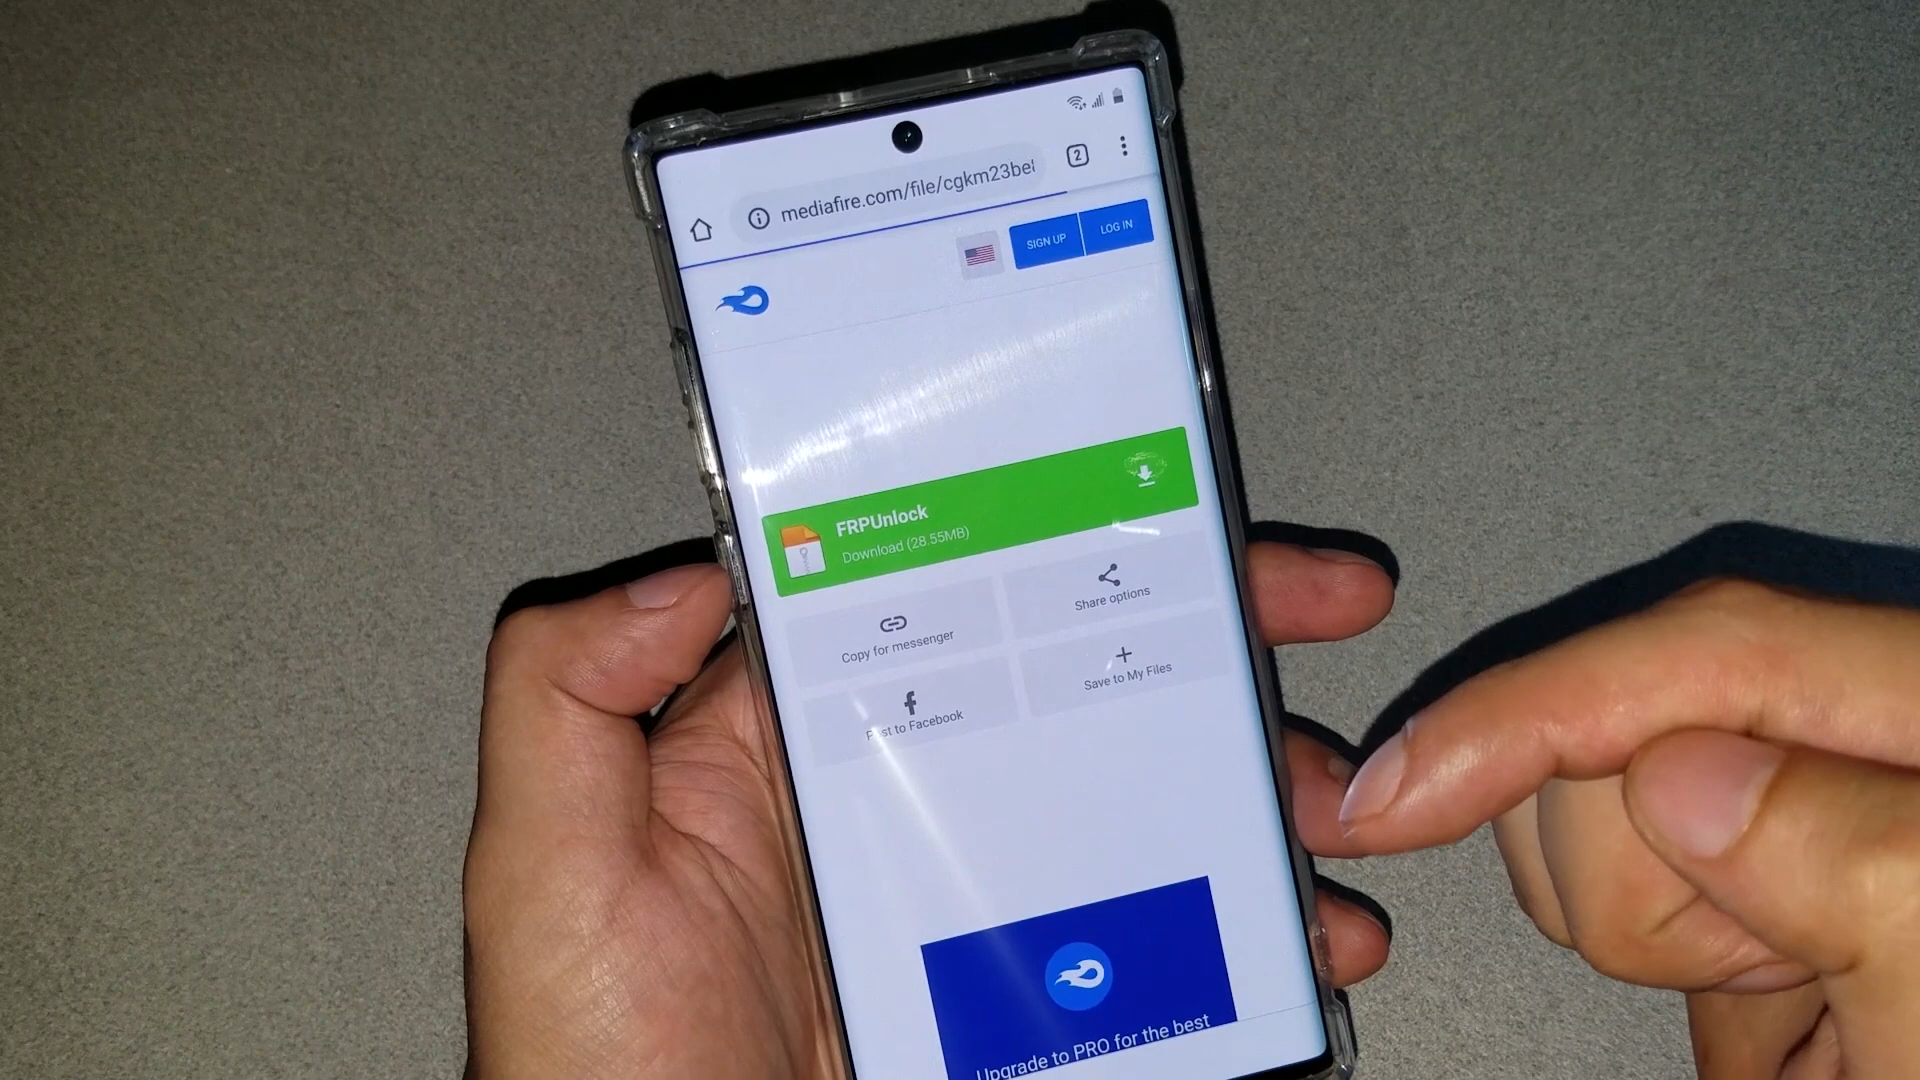 mediafire.com/file/cgkm23be
2
SIGN UP
LOG IN
FRPUnlock
Download (28.55MB)
Copy for messenger
Share options
Post to Facebook
Save to My Files
Upgrade to PRO for the best